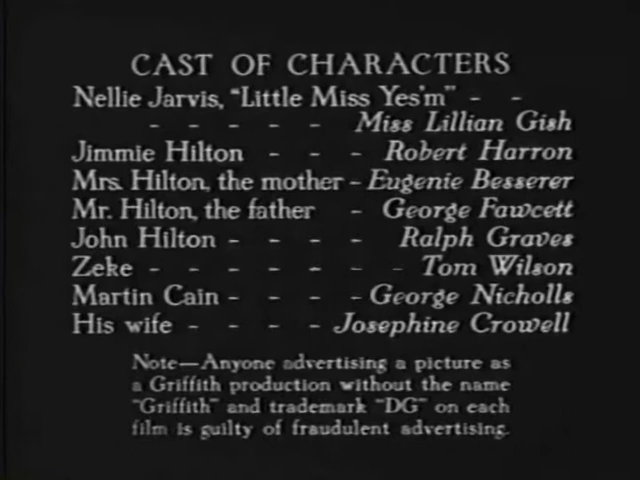 CAST OF CHARACTERS
Nellie Jarvis, "Little Miss Yes'm" - -
- - - - - Miss Lillian Gish
Jimmie Hilton - - - Robert Harron
Mrs. Hilton, the mother - Eugenie Besserer
Mr. Hilton, the father - George Fawcett
John Hilton - - - - Ralph Graves
Zeke - - - - - - - Tom Wilson
Martin Cain - - - - George Nicholls
His wife - - - - Josephine Crowell
Note—Anyone advertising a picture as
a Griffith production without the name
"Griffith" and trademark "DG" on each
film is guilty of fraudulent advertising.